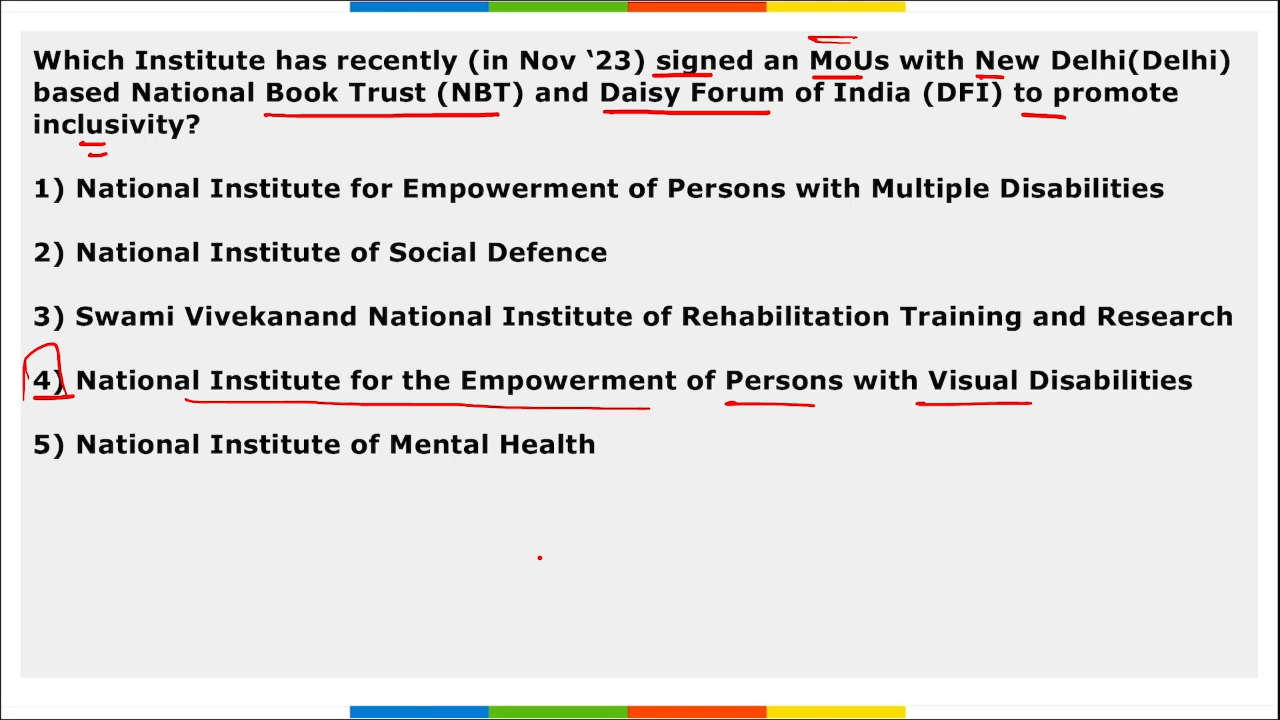 Which Institute has recently (in Nov ‘23) signed an MoUs with New Delhi(Delhi)
based National Book Trust (NBT) and Daisy Forum of India (DFI) to promote
inclusivity?
1) National Institute for Empowerment of Persons with Multiple Disabilities
2) National Institute of Social Defence
3) Swami Vivekanand National Institute of Rehabilitation Training and Research
4) National Institute for the Empowerment of Persons with Visual Disabilities
5) National Institute of Mental Health